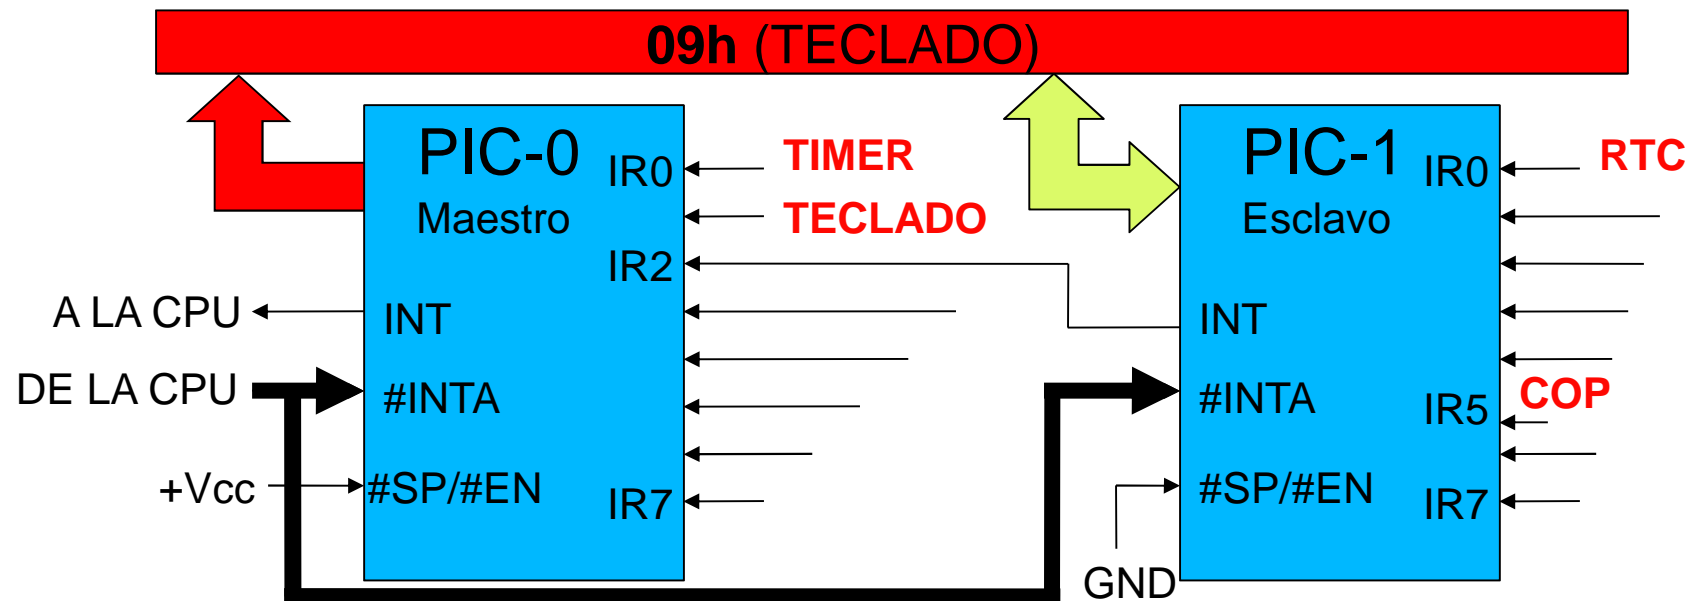 09h (TECLADO)
PIC-0
Maestro
IR0
TIMER
TECLADO
IR2
A LA CPU
INT
DE LA CPU
#INTA
+Vcc
#SP/#EN
IR7
PIC-1
Esclavo
IR0
RTC
INT
#INTA
COP
IR5
#SP/#EN
IR7
GND